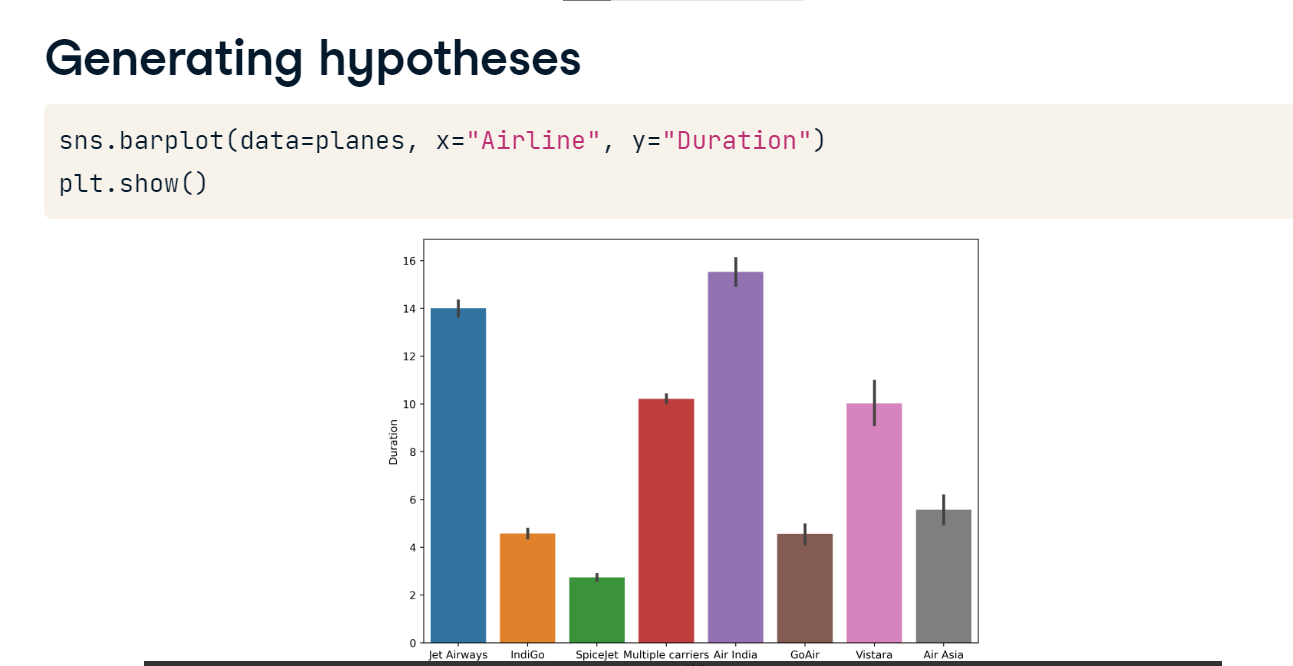 Generating hypotheses
sns.barplot(data=planes, x="Airline", y="Duration")
plt.show()
16
14
12
10
8
6
4
2
0
Duration
Jet Airways IndiGo SpiceJet Multiple carriers Air India GoAir Vistara Air Asia